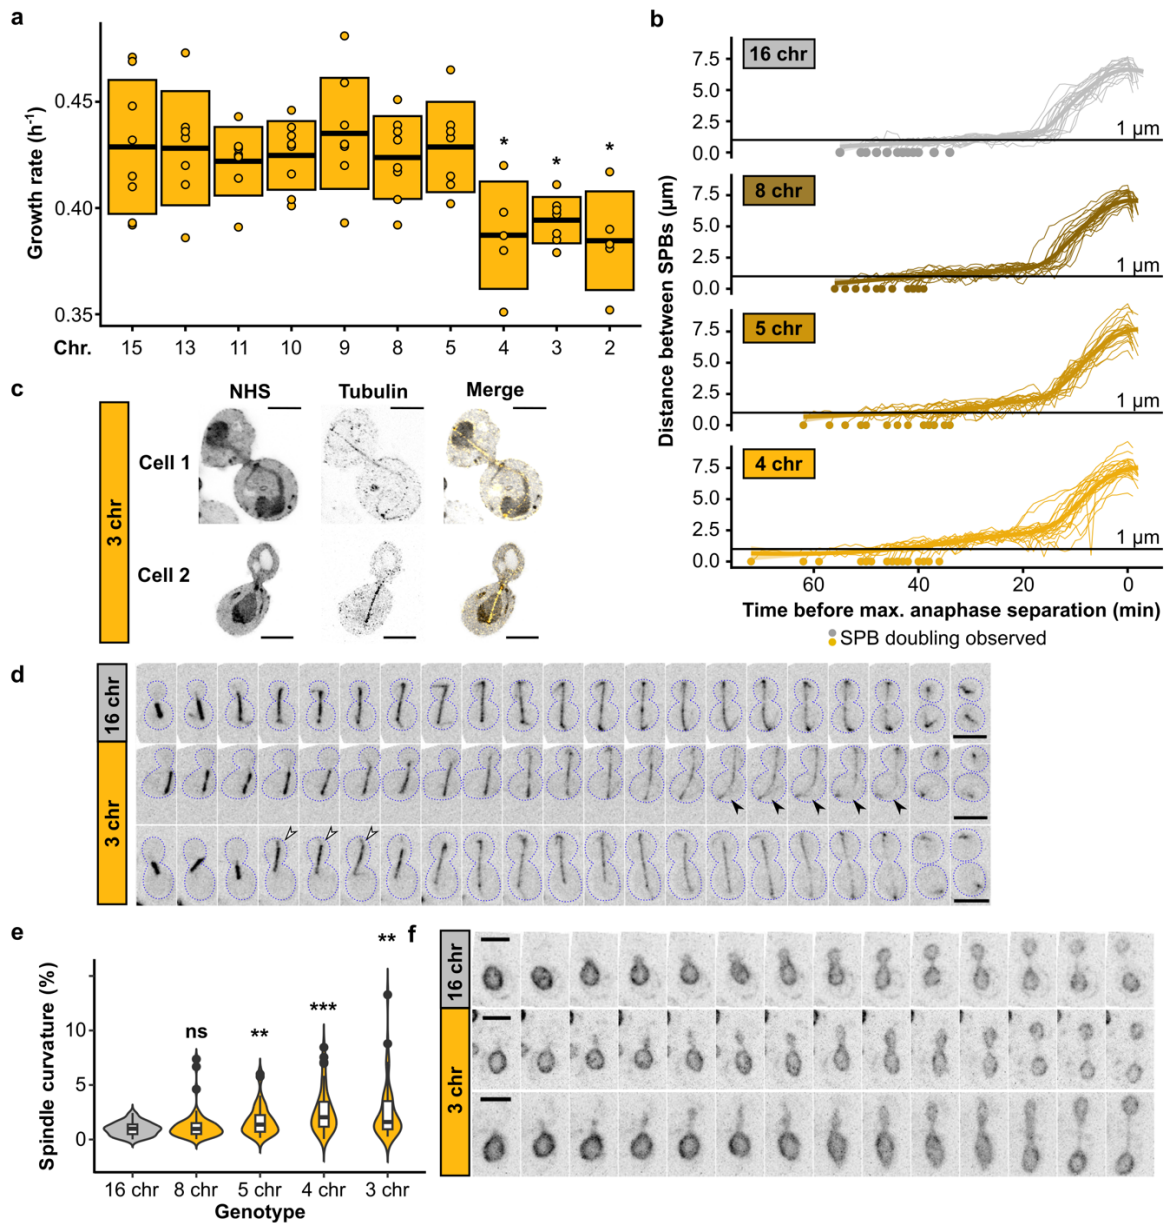 a
Growth rate (h⁻¹)
0.45
0.40
0.35
*
*
*
Chr.
15 13 11 10 9 8 5 4 3 2
b
Distance between SPBs (µm)
16 chr
7.5
5.0
2.5
0.0
1 µm
8 chr
7.5
5.0
2.5
0.0
1 µm
5 chr
7.5
5.0
2.5
0.0
1 µm
4 chr
7.5
5.0
2.5
0.0
1 µm
60 40 20 0
Time before max. anaphase separation (min)
SPB doubling observed
c
NHS Tubulin Merge
3 chr
Cell 1
Cell 2
d
16 chr
3 chr
e
Spindle curvature (%)
10
5
0
ns
**
***
**
16 chr 8 chr 5 chr 4 chr 3 chr
Genotype
f
16 chr
3 chr